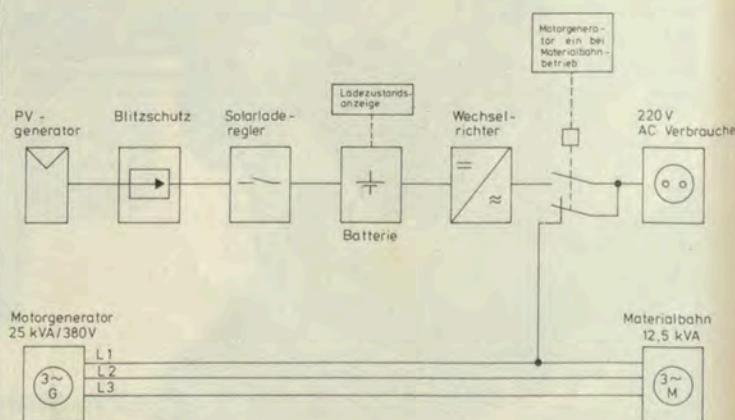 Motorgenera-
tor ein bei
Materialbahn-
betrieb
Ladezustands-
anzeige
PV -
generator
Blitzschutz
Solarlade-
regler
Wechsel-
richter
220 V
AC Verbrauche
Batterie
Motorgenerator
25 kVA/380V
L1
L2
L3
3~
G
Materialbahn
12,5 kVA
3~
M